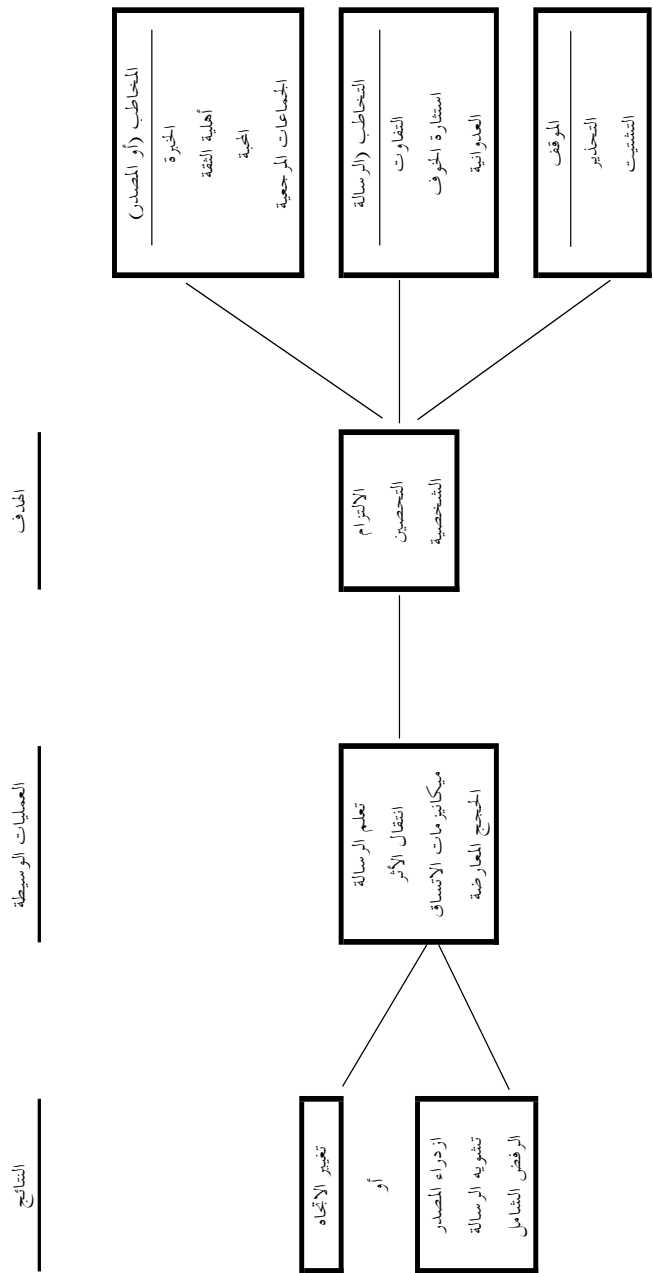 المخاطب (أو المصدر)
الخبرة
أهلية الثقة
المحبة
الجماعات المرجعية
التخاطب (الرسالة
التفاوت
استثارة الخوف
العدوانية
الموقف
التحذير
التشتيت
الهدف
الالتزام
التحصين
الشخصية
العمليات الوسيطة
تعلم الرسالة
انتقال الأثر
ميكانيزمات الاتساق
الحجج المعارضة
النتائج
تغيير الاتجاه
أو
ازدراء المصدر
تشويه الرسالة
الرفض الشامل